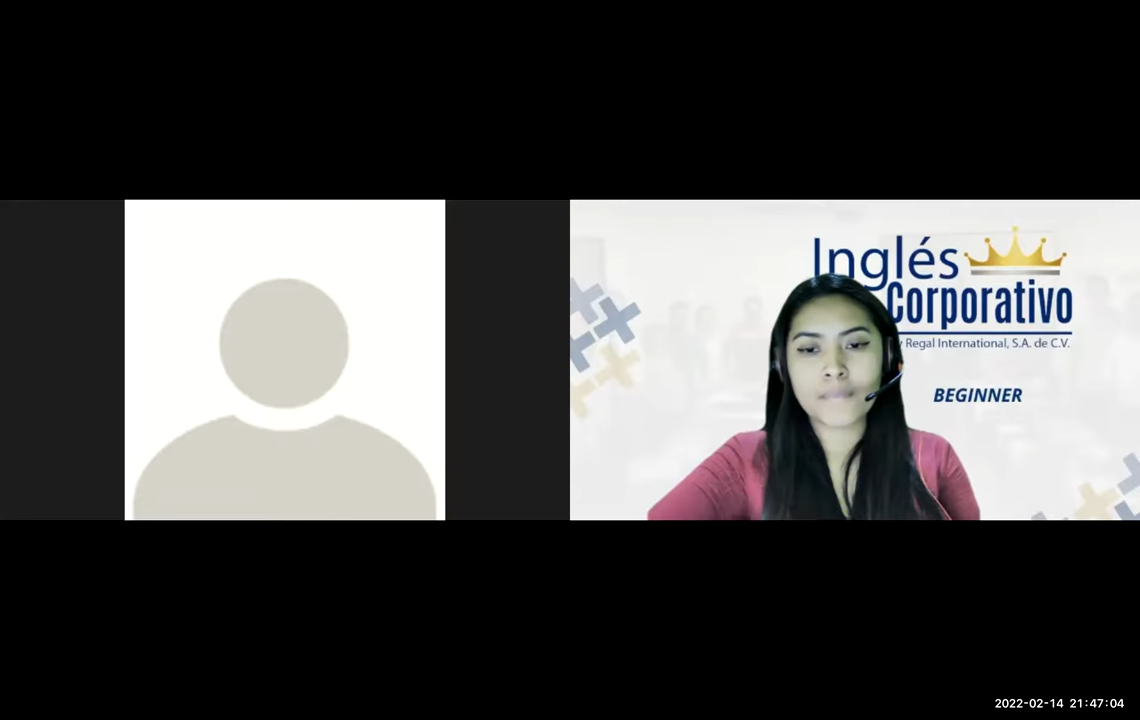 Inglés
Corporativo
Regal International, S.A. de C.V.
BEGINNER
2022-02-14 21:47:04